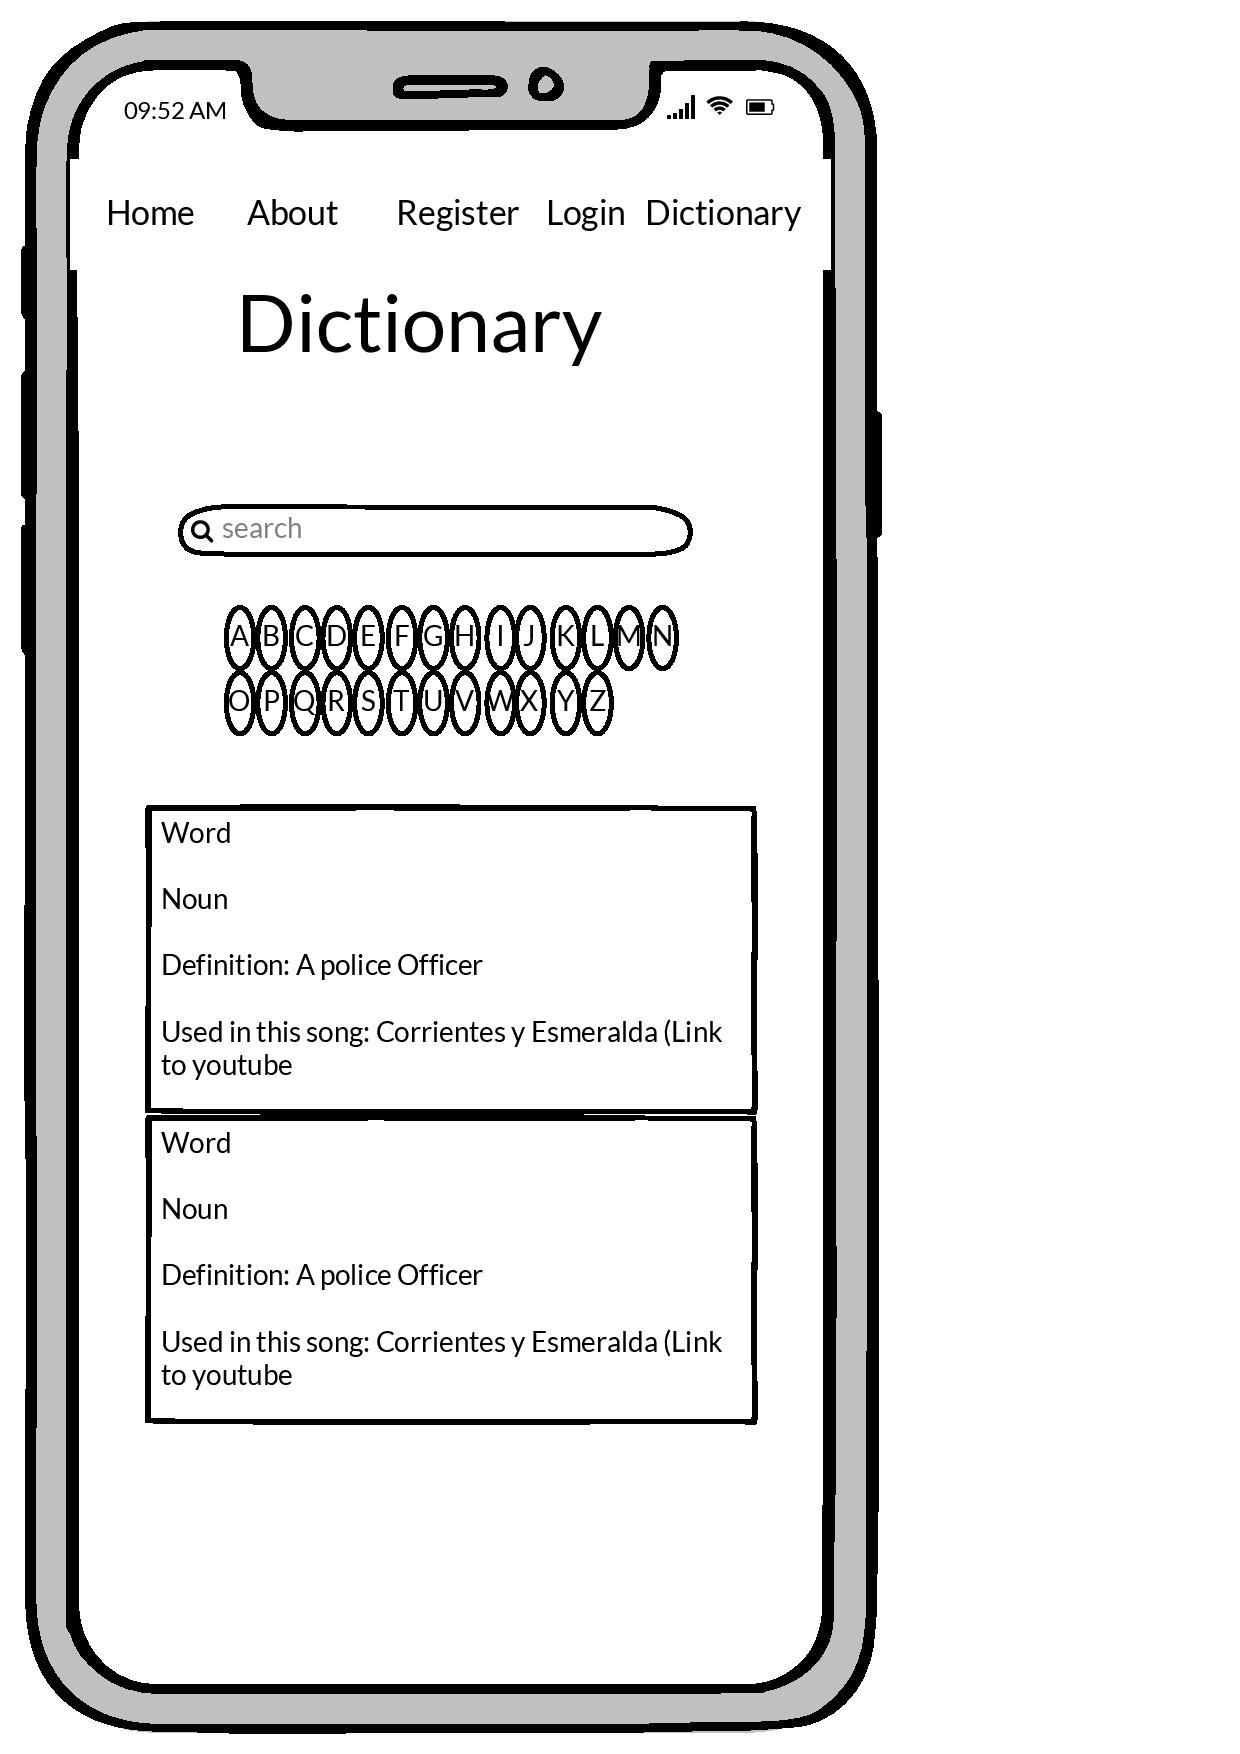 09:52 AM
Home About Register Login Dictionary
Dictionary
search
A B C D E F G H I J K L M N
O P Q R S T U V W X Y Z
Word
Noun
Definition: A police Officer
Used in this song: Corrientes y Esmeralda (Link
to youtube
Word
Noun
Definition: A police Officer
Used in this song: Corrientes y Esmeralda (Link
to youtube